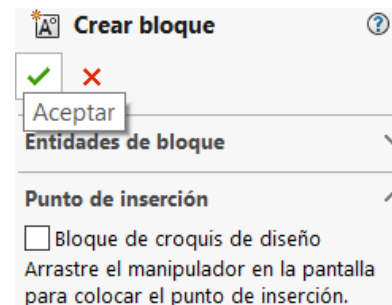 Crear bloque
Aceptar
Entidades de bloque
Punto de inserción
Bloque de croquis de diseño
Arrastre el manipulador en la pantalla
para colocar el punto de inserción.